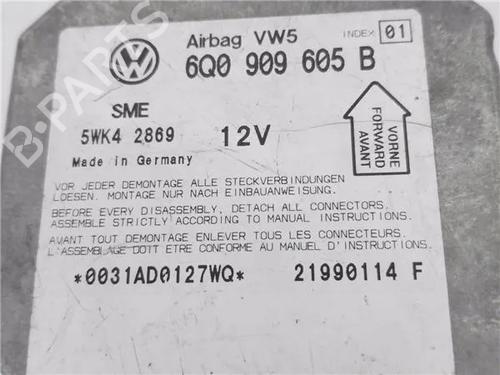 Airbag VW5
INDEX 01
6Q0 909 605 B
SME
5WK4 2869
12V
Made in Germany
VORNE
FORWARD
AVANT
VOR JEDER DEMONTAGE ALLE STECKVERBINDUNGEN
LOESEN. MONTAGE NUR NACH EINBAUANWEISUNG.
BEFORE EVERY DISASSEMBLY, DETACH ALL CONNECTORS.
ASSEMBLE STRICTLY ACCORDING TO MANUAL INSTRUCTIONS.
AVANT TOUT DEMONTAGE ENLEVER TOUS LES CONNECTEURS.
L'ASSEMBLAGE DOIT ETRE CONFORME AU MANUEL D'INSTRUCTIONS.
*0031AD0127WQ*
21990114 F